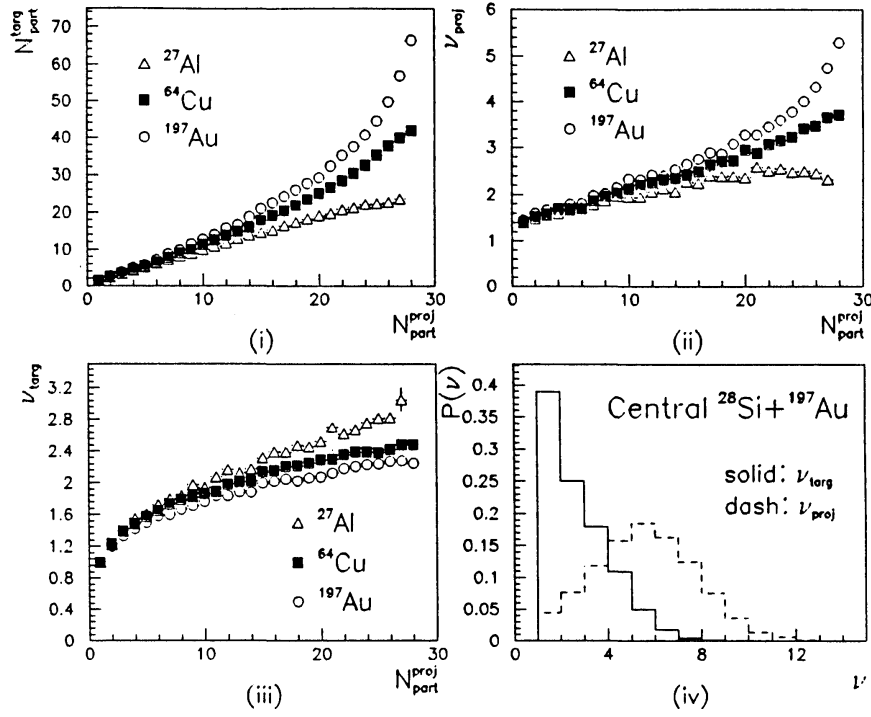 N_part^targ
70
60
50
40
30
20
10
0
0 10 20 30
²⁷Al
⁶⁴Cu
¹⁹⁷Au
N_part^proj
(i)
ν_proj
6
5
4
3
2
1
0
0 10 20 30
²⁷Al
⁶⁴Cu
¹⁹⁷Au
N_part^proj
(ii)
ν_targ
3.2
2.8
2.4
2
1.6
1.2
0.8
0.4
0
0 10 20 30
²⁷Al
⁶⁴Cu
¹⁹⁷Au
N_part^proj
(iii)
P(ν)
0.4
0.35
0.3
0.25
0.2
0.15
0.1
0.05
0
0 4 8 12
Central ²⁸Si+¹⁹⁷Au
solid: ν_targ
dash: ν_proj
ν
(iv)